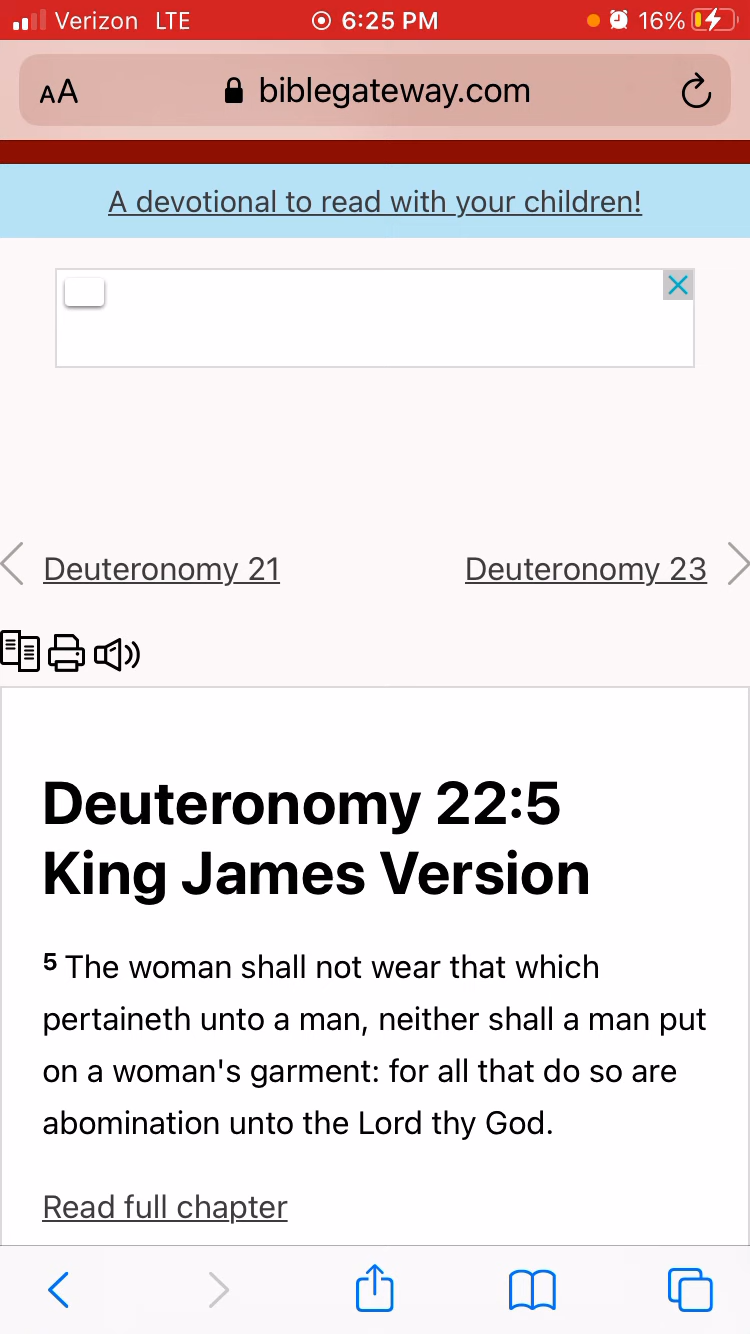 Verizon LTE 6:25 PM 16%
AA biblegateway.com
A devotional to read with your children!
Deuteronomy 21 Deuteronomy 23
Deuteronomy 22:5
King James Version
5 The woman shall not wear that which
pertaineth unto a man, neither shall a man put
on a woman's garment: for all that do so are
abomination unto the Lord thy God.
Read full chapter